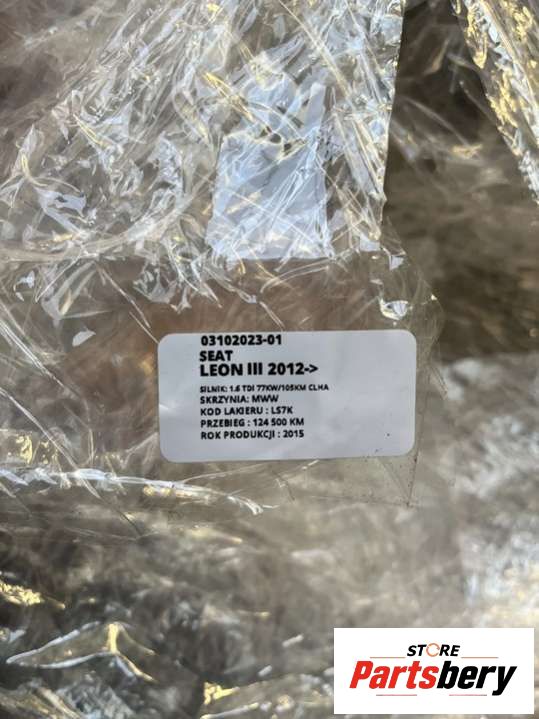 03102023-01
SEAT
LEON III 2012->
SILNIK: 1.6 TDI 77KW/105KM CLHA
SKRZYNIA: MWW
KOD LAKIERU : LS7K
PRZEBIEG : 124 500 KM
ROK PRODUKCJI : 2015
STORE
Partsbery